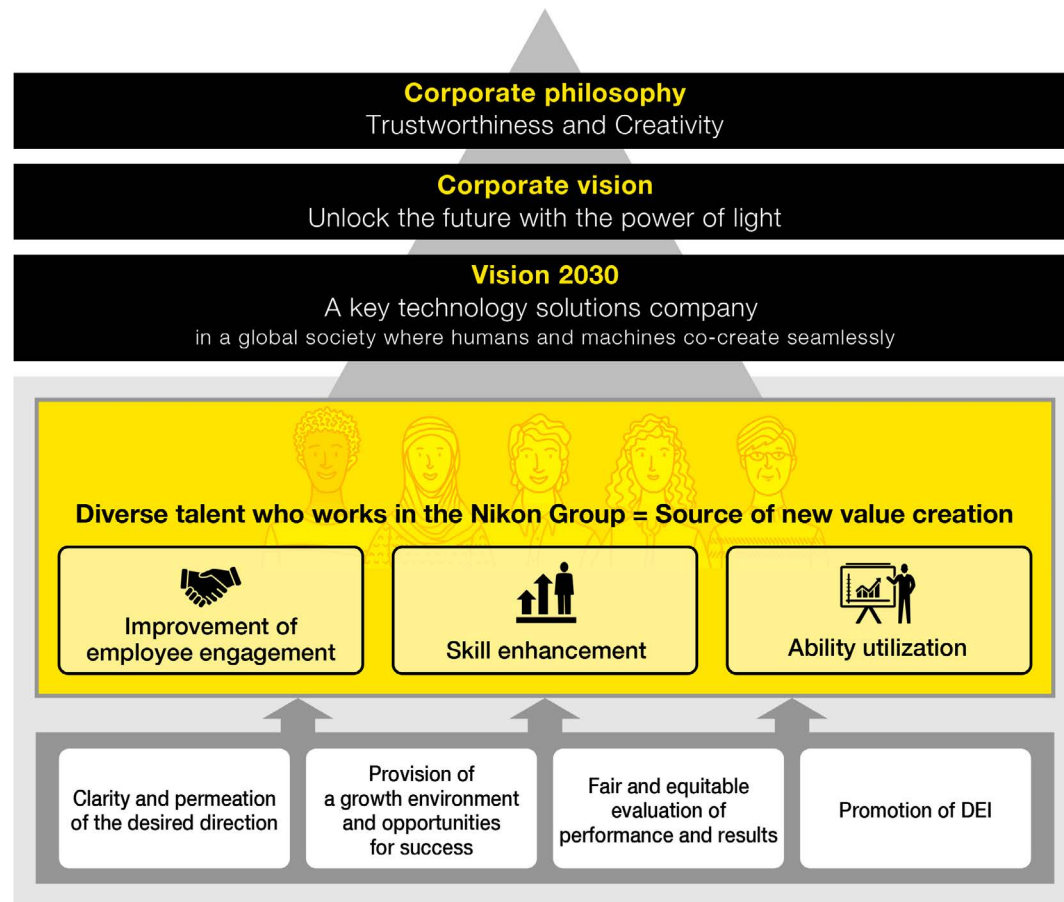 Corporate philosophy
Trustworthiness and Creativity
Corporate vision
Unlock the future with the power of light
Vision 2030
A key technology solutions company
in a global society where humans and machines co-create seamlessly
Diverse talent who works in the Nikon Group = Source of new value creation
Improvement of
employee engagement
Skill enhancement
Ability utilization
Clarity and permeation
of the desired direction
Provision of
a growth environment
and opportunities
for success
Fair and equitable
evaluation of
performance and results
Promotion of DEI